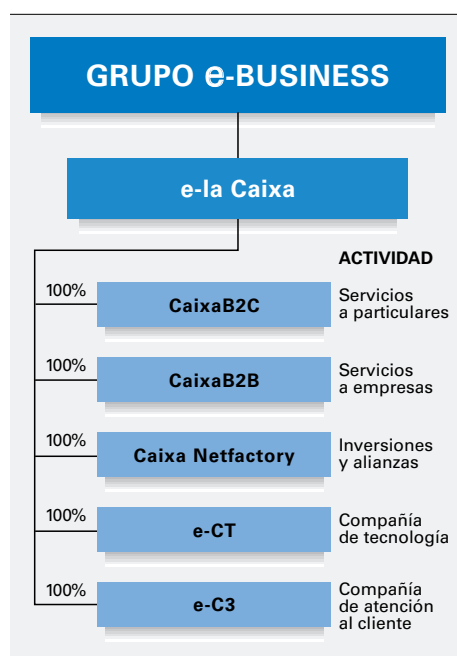 GRUPO e-BUSINESS
e-la Caixa
ACTIVIDAD
100%
CaixaB2C
Servicios
a particulares
100%
CaixaB2B
Servicios
a empresas
100%
Caixa Netfactory
Inversiones
y alianzas
100%
e-CT
Compañía
de tecnología
100%
e-C3
Compañía
de atención
al cliente